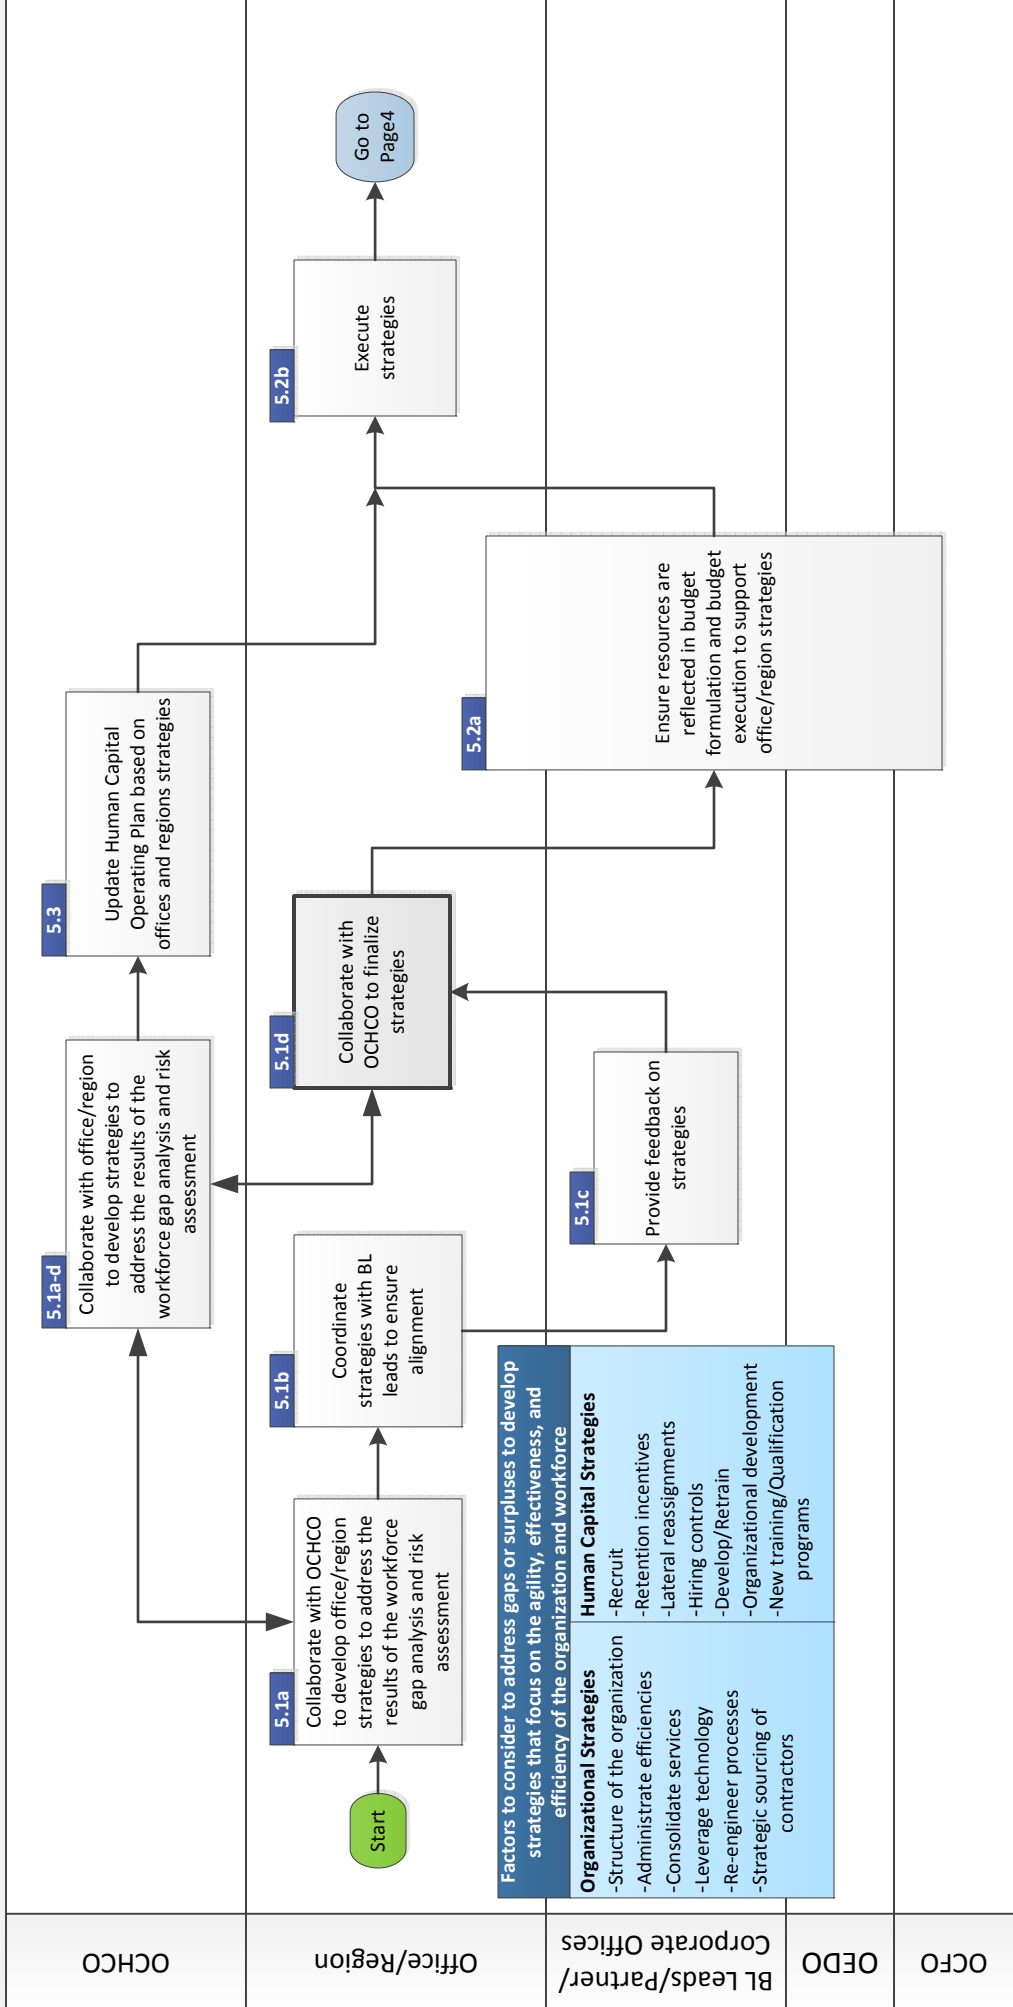 OCHCO
5.1a-d
Collaborate with office/region
to develop strategies to
address the results of the
workforce gap analysis and risk
assessment
5.3
Update Human Capital
Operating Plan based on
offices and regions strategies
Office/Region
Start
5.1a
Collaborate with OCHCO
to develop office/region
strategies to address the
results of the workforce
gap analysis and risk
assessment
5.1b
Coordinate
strategies with BL
leads to ensure
alignment
5.1d
Collaborate with
OCHCO to finalize
strategies
5.2b
Execute
strategies
Go to
Page4
BL Leads/Partner/
Corporate Offices
5.1c
Provide feedback on
strategies
5.2a
Ensure resources are
reflected in budget
formulation and budget
execution to support
office/region strategies
Factors to consider to address gaps or surpluses to develop
strategies that focus on the agility, effectiveness, and
efficiency of the organization and workforce
Organizational Strategies
-Structure of the organization
-Administrate efficiencies
-Consolidate services
-Leverage technology
-Re-engineer processes
-Strategic sourcing of
contractors
Human Capital Strategies
-Recruit
-Retention incentives
-Lateral reassignments
-Hiring controls
-Develop/Retrain
-Organizational development
-New training/Qualification
programs
OEDO
OCFO